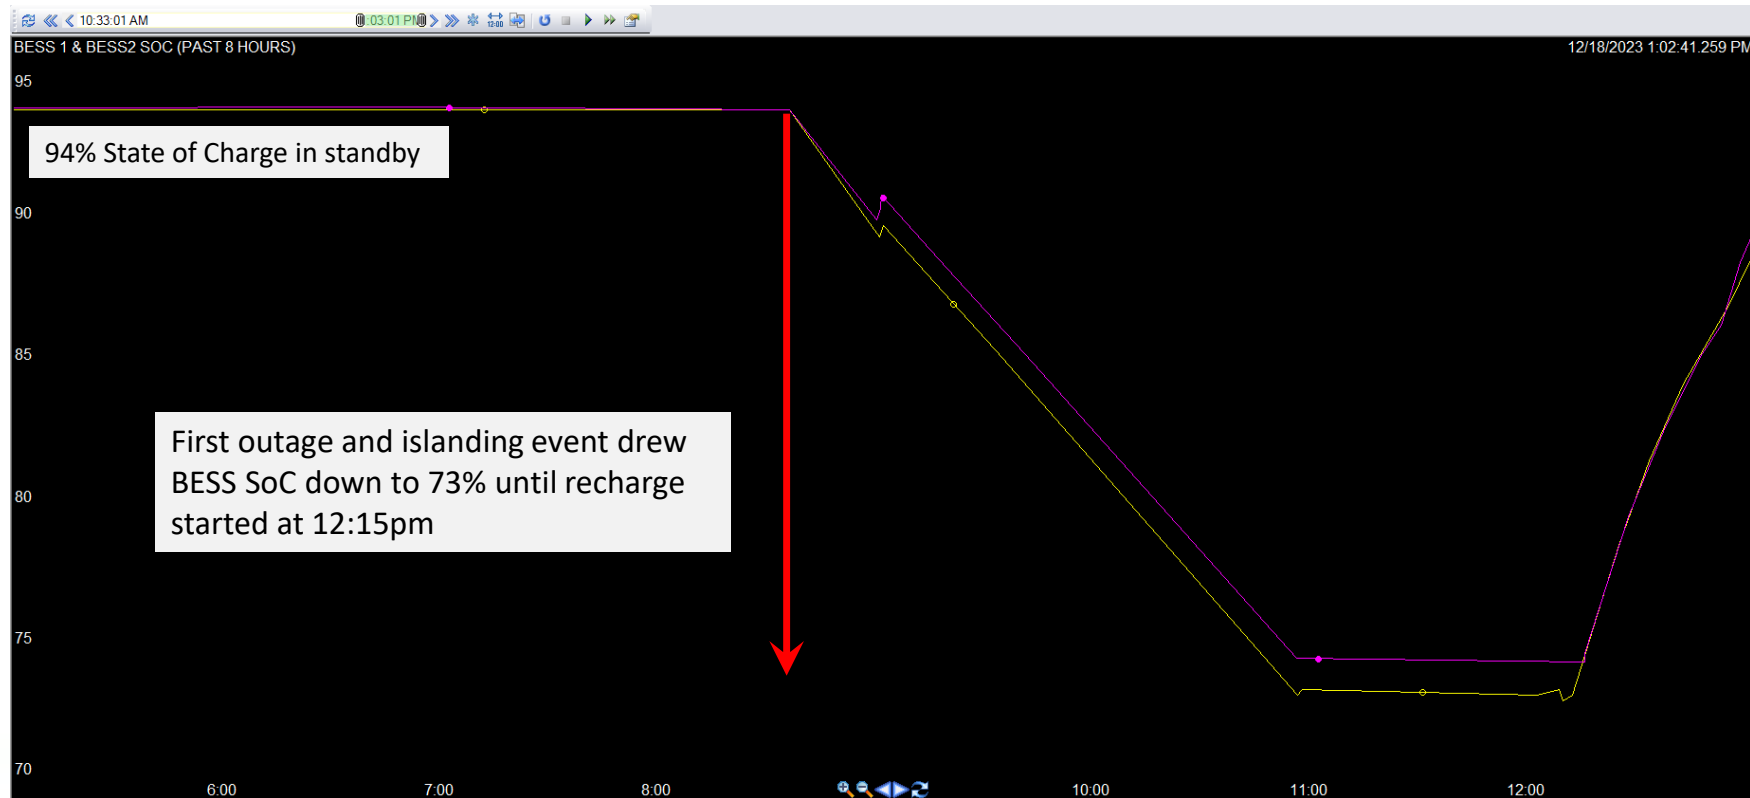 10:33:01 AM
:03:01 PM
12:00
BESS 1 & BESS2 SOC (PAST 8 HOURS)
12/18/2023 1:02:41.259 PM
95
94% State of Charge in standby
90
85
First outage and islanding event drew
BESS SoC down to 73% until recharge
started at 12:15pm
80
75
70
6:00
7:00
8:00
10:00
11:00
12:00